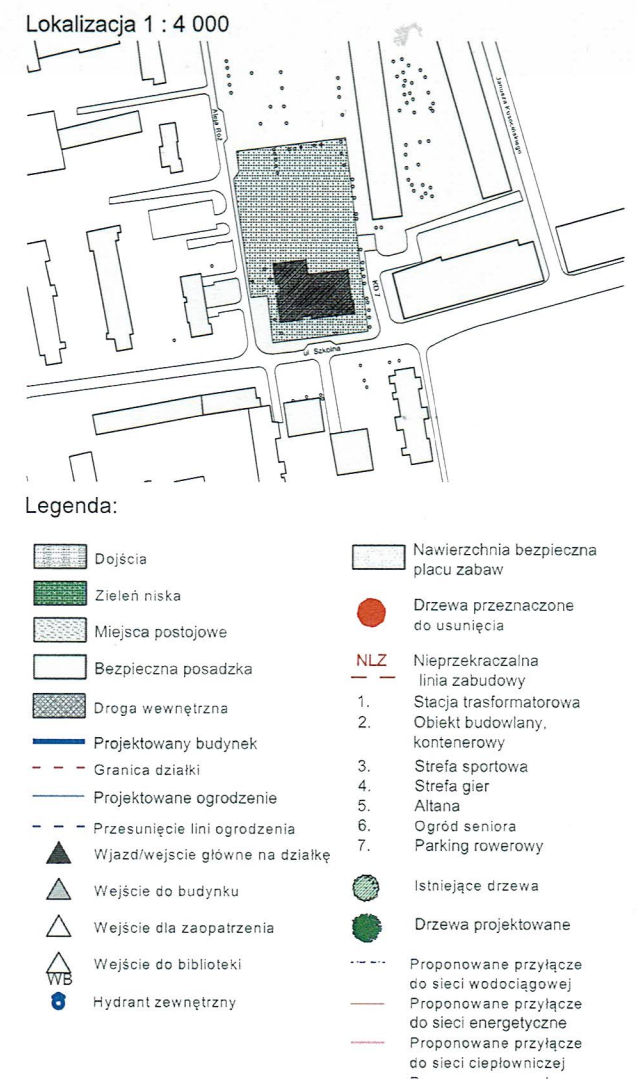 Lokalizacja 1 : 4 000
Aleja Róż
Janusza Kusocińskiego
KD 7
ul Szkolna
Legenda:
Dojścia
Zieleń niska
Miejsca postojowe
Bezpieczna posadzka
Droga wewnętrzna
Projektowany budynek
Granica działki
Projektowane ogrodzenie
Przesunięcie lini ogrodzenia
Wjazd/wejscie główne na działkę
Wejście do budynku
Wejście dla zaopatrzenia
Wejście do biblioteki
WB
Hydrant zewnętrzny
Nawierzchnia bezpieczna
placu zabaw
Drzewa przeznaczone
do usunięcia
NLZ Nieprzekraczalna
linia zabudowy
1. Stacja trasformatorowa
2. Obiekt budowlany,
kontenerowy
3. Strefa sportowa
4. Strefa gier
5. Altana
6. Ogród seniora
7. Parking rowerowy
Istniejące drzewa
Drzewa projektowane
Proponowane przyłącze
do sieci wodociągowej
Proponowane przyłącze
do sieci energetyczne
Proponowane przyłącze
do sieci ciepłowniczej